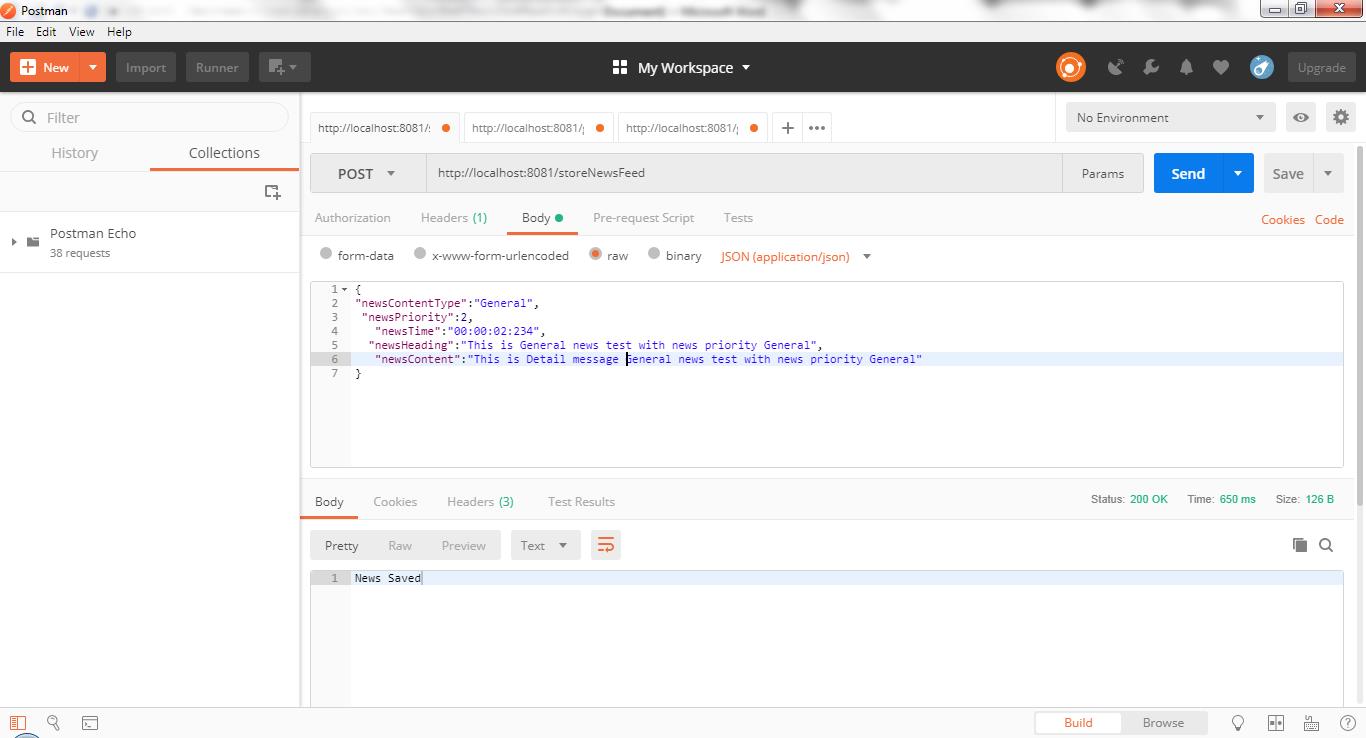 Postman
File Edit View Help
New Import Runner My Workspace Upgrade
Filter
History Collections
Postman Echo
38 requests
http://localhost:8081/ http://localhost:8081/ http://localhost:8081/ + ••• No Environment
POST http://localhost:8081/storeNewsFeed Params Send Save
Authorization Headers (1) Body Pre-request Script Tests Cookies Code
form-data x-www-form-urlencoded raw binary JSON (application/json)
1 {
2 "newsContentType":"General",
3 "newsPriority":2,
4 "newsTime":"00:00:02:234",
5 "newsHeading":"This is General news test with news priority General",
6 "newsContent":"This is Detail message General news test with news priority General"
7 }
Body Cookies Headers (3) Test Results Status: 200 OK Time: 650 ms Size: 126 B
Pretty Raw Preview Text
1 News Saved
Build Browse